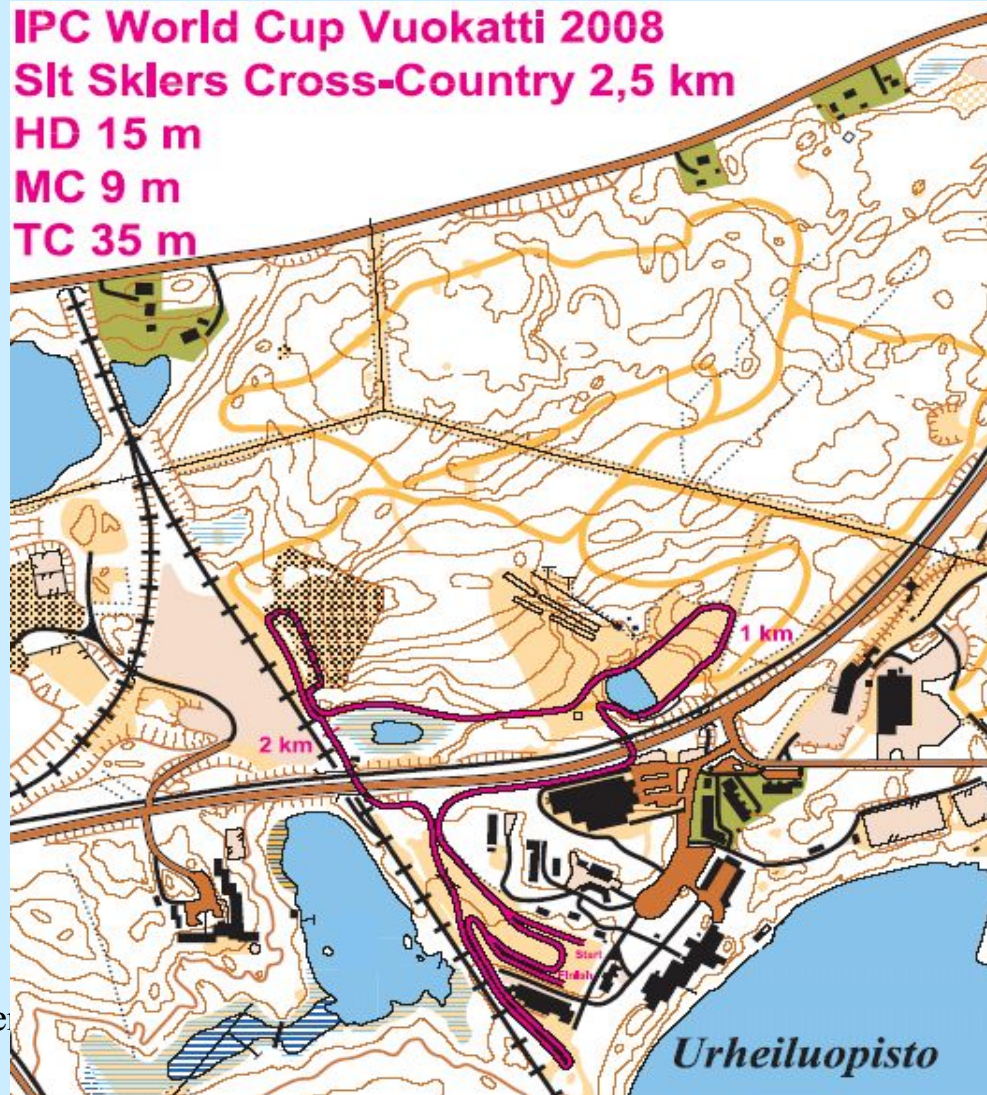 IPC World Cup Vuokatti 2008
Sit Skiers Cross-Country 2,5 km
HD 15 m
MC 9 m
TC 35 m
1 km
2 km
Start
Finish
Urheiluopisto